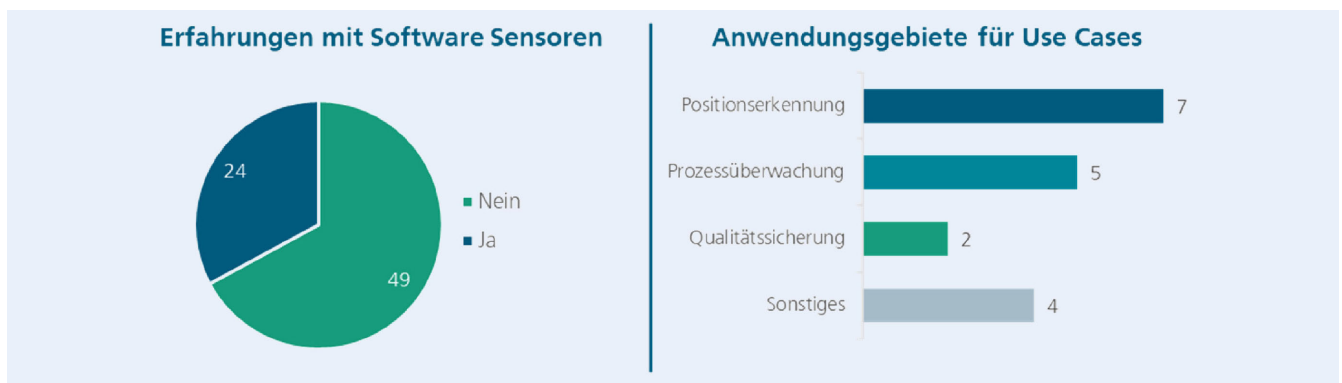 Erfahrungen mit Software Sensoren
24
49
Nein
Ja
Anwendungsgebiete für Use Cases
Positionserkennung 7
Prozessüberwachung 5
Qualitätssicherung 2
Sonstiges 4